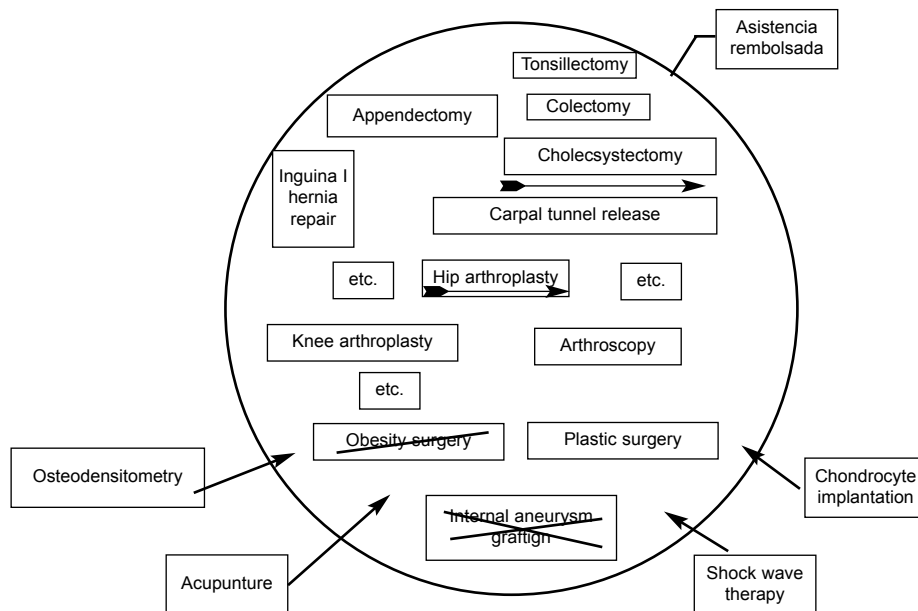 Asistencia
rembolsada
Tonsillectomy
Colectomy
Appendectomy
Cholecsystectomy
Inguina I
hernia
repair
Carpal tunnel release
etc.
Hip arthroplasty
etc.
Knee arthroplasty
Arthroscopy
etc.
Obesity surgery
Plastic surgery
Osteodensitometry
Chondrocyte
implantation
Internal aneurysm
graftign
Acupunture
Shock wave
therapy